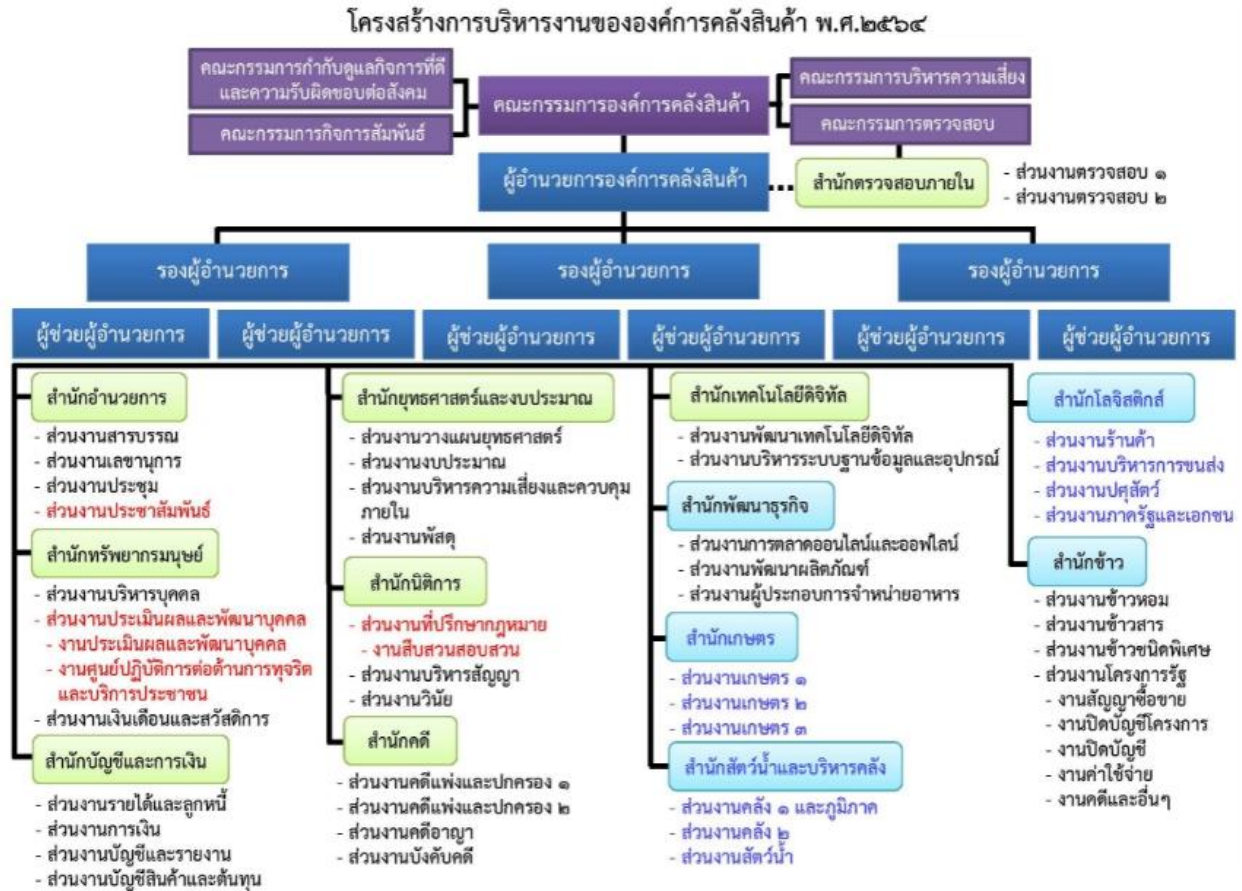 โครงสร้างการบริหารงานขององค์การคลังสินค้า พ.ศ.๒๕๖๔
คณะกรรมการกำกับดูแลกิจการที่ดี
และความรับผิดชอบต่อสังคม
คณะกรรมการกิจการสัมพันธ์
คณะกรรมการองค์การคลังสินค้า
คณะกรรมการบริหารความเสี่ยง
คณะกรรมการตรวจสอบ
ผู้อำนวยการองค์การคลังสินค้า
สำนักตรวจสอบภายใน
- ส่วนงานตรวจสอบ ๑
- ส่วนงานตรวจสอบ ๒
รองผู้อำนวยการ
รองผู้อำนวยการ
รองผู้อำนวยการ
ผู้ช่วยผู้อำนวยการ
ผู้ช่วยผู้อำนวยการ
ผู้ช่วยผู้อำนวยการ
ผู้ช่วยผู้อำนวยการ
ผู้ช่วยผู้อำนวยการ
ผู้ช่วยผู้อำนวยการ
สำนักอำนวยการ
- ส่วนงานสารบรรณ
- ส่วนงานเลขานุการ
- ส่วนงานประชุม
- ส่วนงานประชาสัมพันธ์
สำนักทรัพยากรมนุษย์
- ส่วนงานบริหารบุคคล
- ส่วนงานประเมินผลและพัฒนาบุคคล
- งานประเมินผลและพัฒนาบุคคล
- งานศูนย์ปฏิบัติการต่อต้านการทุจริต
และบริการประชาชน
- ส่วนงานเงินเดือนและสวัสดิการ
สำนักบัญชีและการเงิน
- ส่วนงานรายได้และลูกหนี้
- ส่วนงานการเงิน
- ส่วนงานบัญชีและรายงาน
- ส่วนงานบัญชีสินค้าและต้นทุน
สำนักยุทธศาสตร์และงบประมาณ
- ส่วนงานวางแผนยุทธศาสตร์
- ส่วนงานงบประมาณ
- ส่วนงานบริหารความเสี่ยงและควบคุม
ภายใน
- ส่วนงานพัสดุ
สำนักนิติการ
- ส่วนงานที่ปรึกษากฎหมาย
- งานสืบสวนสอบสวน
- ส่วนงานบริหารสัญญา
- ส่วนงานวินัย
สำนักคดี
- ส่วนงานคดีแพ่งและปกครอง ๑
- ส่วนงานคดีแพ่งและปกครอง ๒
- ส่วนงานคดีอาญา
- ส่วนงานบังคับคดี
สำนักเทคโนโลยีดิจิทัล
- ส่วนงานพัฒนาเทคโนโลยีดิจิทัล
- ส่วนงานบริหารระบบฐานข้อมูลและอุปกรณ์
สำนักพัฒนาธุรกิจ
- ส่วนงานการตลาดออนไลน์และออฟไลน์
- ส่วนงานพัฒนาผลิตภัณฑ์
- ส่วนงานผู้ประกอบการจำหน่ายอาหาร
สำนักเกษตร
- ส่วนงานเกษตร ๑
- ส่วนงานเกษตร ๒
- ส่วนงานเกษตร ๓
สำนักสัตว์น้ำและบริหารคลัง
- ส่วนงานคลัง ๑ และภูมิภาค
- ส่วนงานคลัง ๒
- ส่วนงานสัตว์น้ำ
สำนักโลจิสติกส์
- ส่วนงานร้านค้า
- ส่วนงานบริหารการขนส่ง
- ส่วนงานปศุสัตว์
- ส่วนงานภาครัฐและเอกชน
สำนักข้าว
- ส่วนงานข้าวหอม
- ส่วนงานข้าวสาร
- ส่วนงานข้าวชนิดพิเศษ
- ส่วนงานโครงการรัฐ
- งานสัญญาซื้อขาย
- งานปิดบัญชีโครงการ
- งานปิดบัญชี
- งานค่าใช้จ่าย
- งานคดีและอื่นๆ